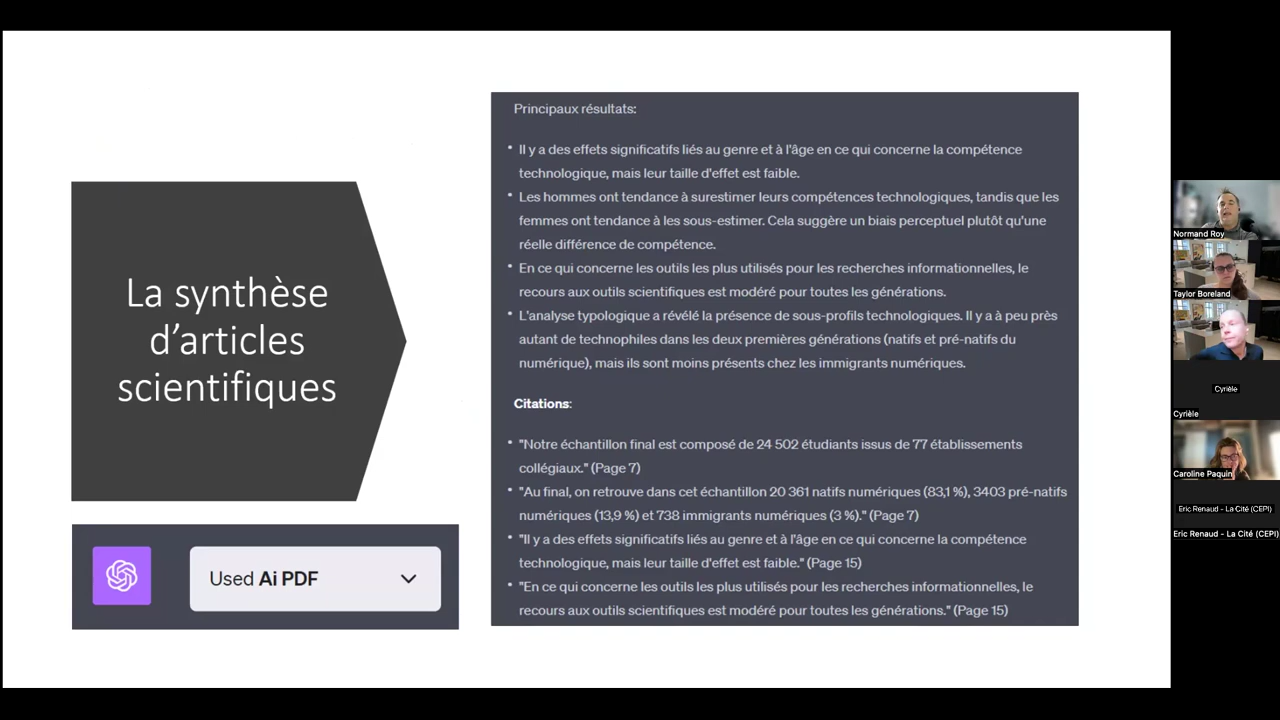 La synthèse
d’articles
scientifiques
Used Ai PDF
Principaux résultats:
• Il y a des effets significatifs liés au genre et à l'âge en ce qui concerne la compétence
technologique, mais leur taille d'effet est faible.
• Les hommes ont tendance à surestimer leurs compétences technologiques, tandis que les
femmes ont tendance à les sous-estimer. Cela suggère un biais perceptuel plutôt qu'une
réelle différence de compétence.
• En ce qui concerne les outils les plus utilisés pour les recherches informationnelles, le
recours aux outils scientifiques est modéré pour toutes les générations.
• L'analyse typologique a révélé la présence de sous-profils technologiques. Il y a à peu près
autant de technophiles dans les deux premières générations (natifs et pré-natifs du
numérique), mais ils sont moins présents chez les immigrants numériques.
Citations:
• "Notre échantillon final est composé de 24 502 étudiants issus de 77 établissements
collégiaux." (Page 7)
• "Au final, on retrouve dans cet échantillon 20 361 natifs numériques (83,1 %), 3403 pré-natifs
numériques (13,9 %) et 738 immigrants numériques (3 %)." (Page 7)
• "Il y a des effets significatifs liés au genre et à l'âge en ce qui concerne la compétence
technologique, mais leur taille d'effet est faible." (Page 15)
• "En ce qui concerne les outils les plus utilisés pour les recherches informationnelles, le
recours aux outils scientifiques est modéré pour toutes les générations." (Page 15)
Normand Roy
Taylor Boreland
Cyrièle
Cyrièle
Caroline Paquin
Eric Renaud - La Cité (CEPI)
Eric Renaud - La Cité (CEPI)